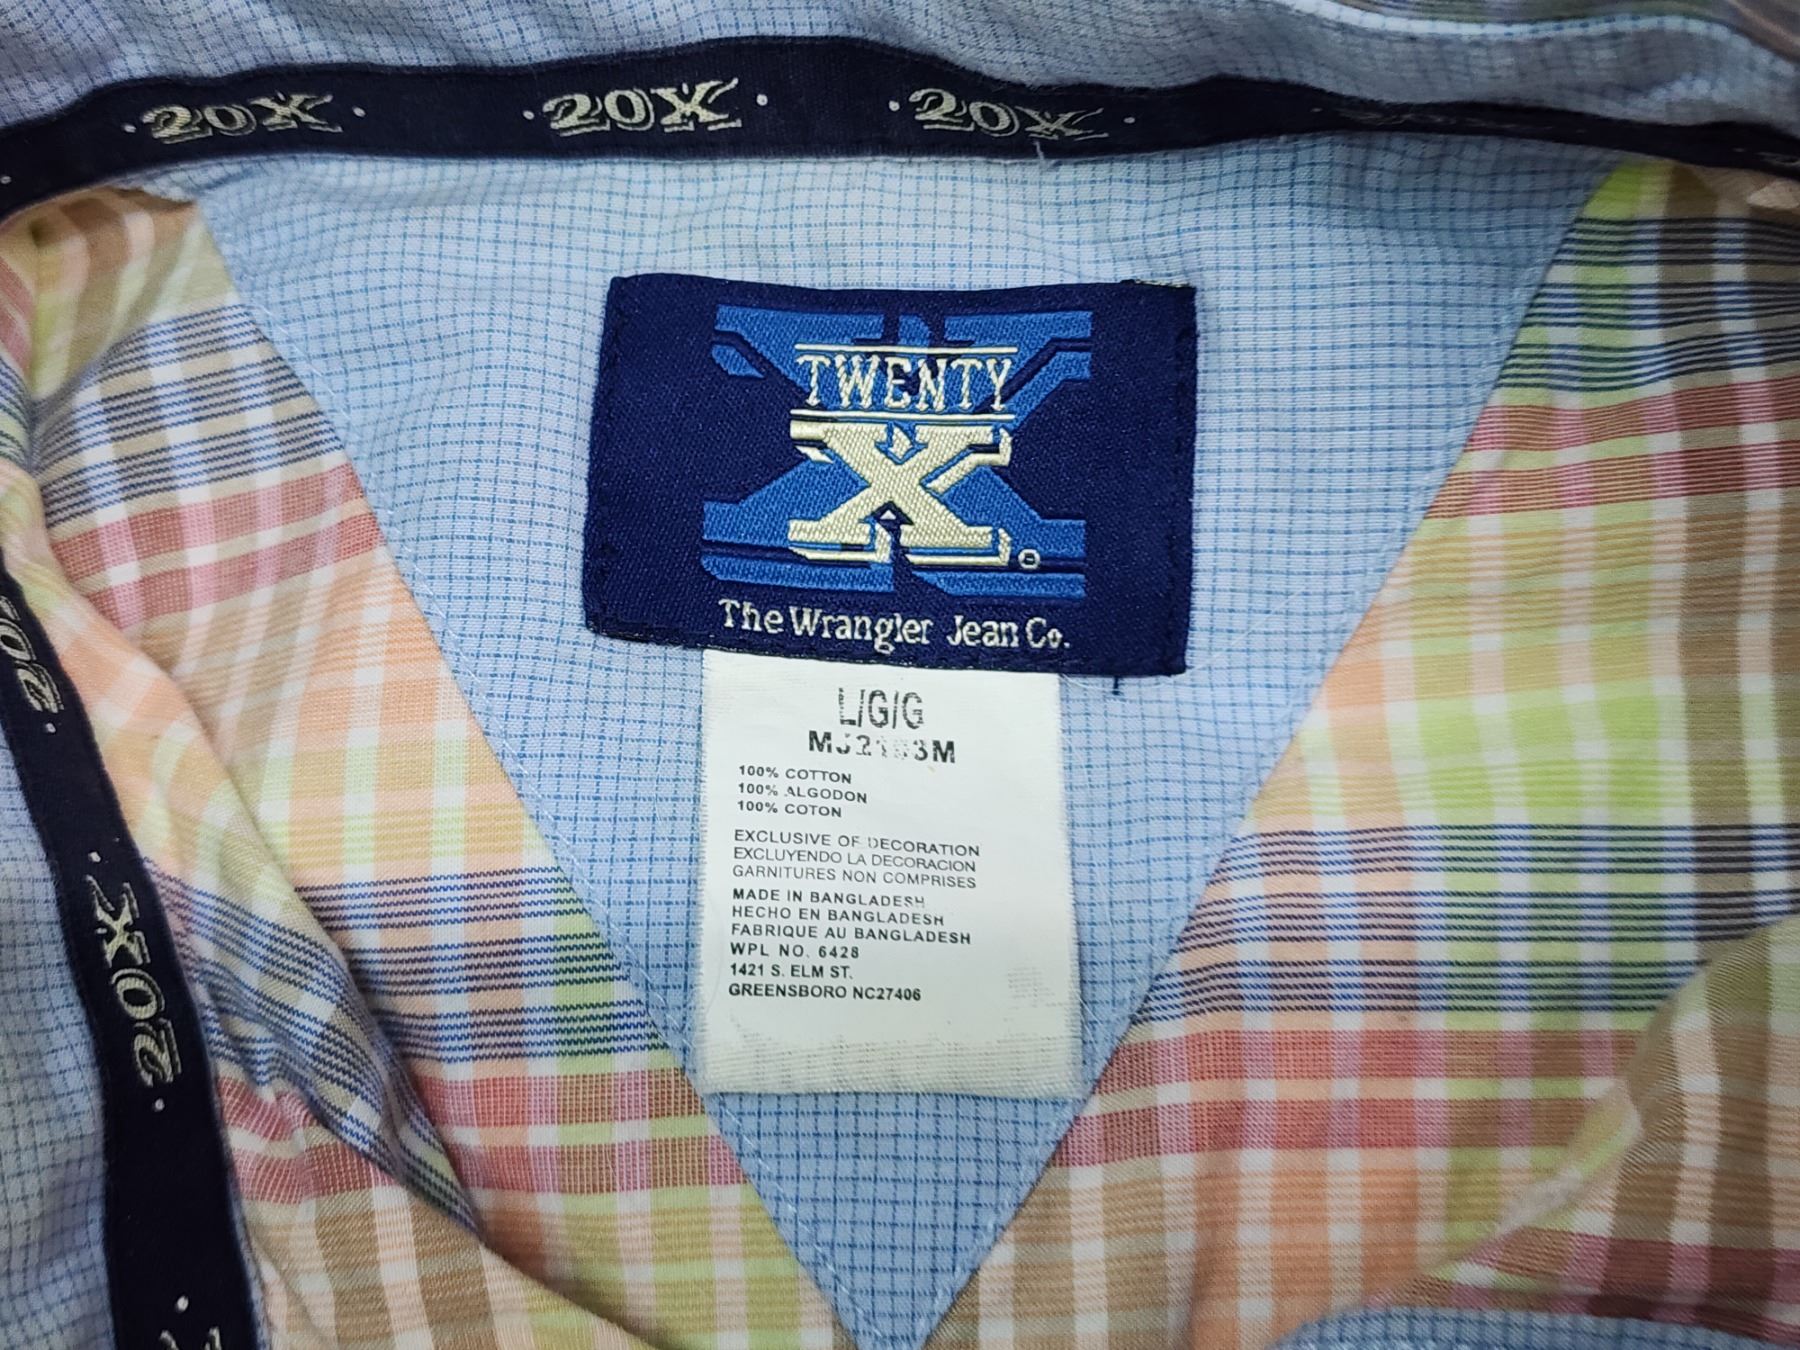 · 20X ·
20X ·
· 20X ·
TWENTY
X®
The Wrangler Jean Co.
L/G/G
100% COTTON
100% ALGODON
100% COTON
EXCLUSIVE OF DECORATION
EXCLUYENDO LA DECORACION
GARNITURES NON COMPRISES
MADE IN BANGLADESH
HECHO EN BANGLADESH
FABRIQUE AU BANGLADESH
WPL NO. 6428
1421 S. ELM ST.
GREENSBORO NC27406
20X ·
· 20X ·